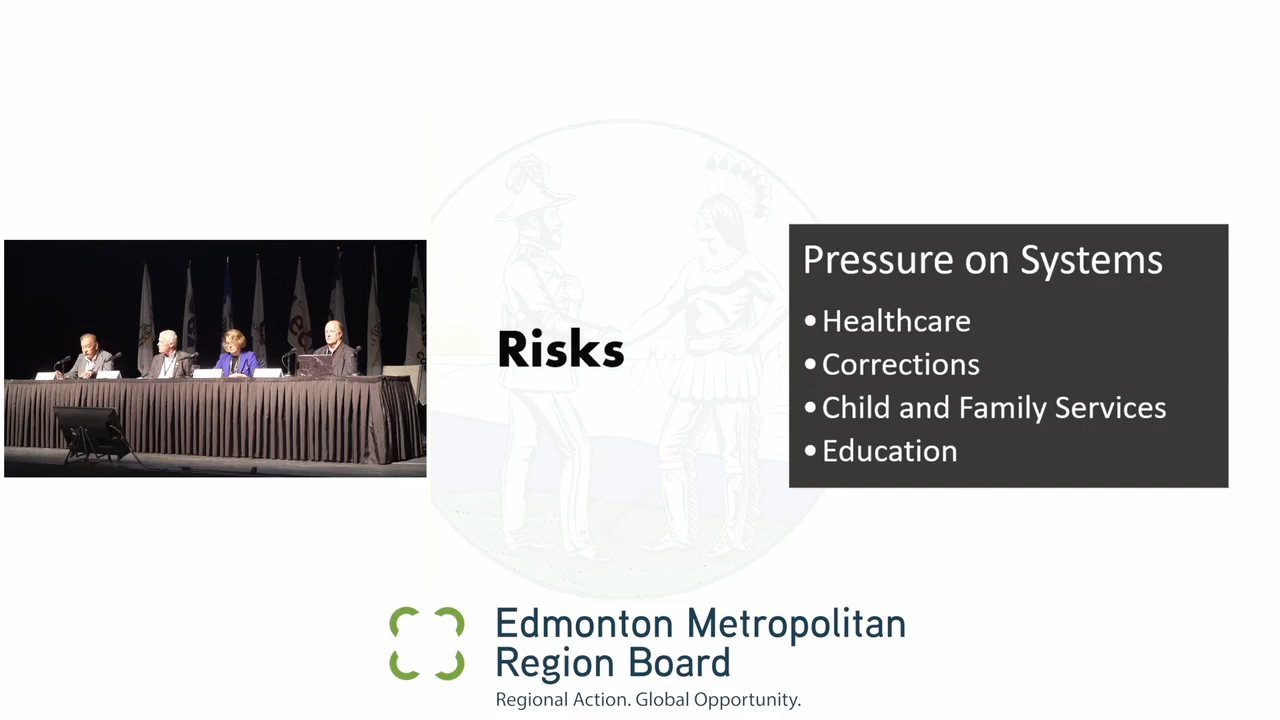 Risks
Pressure on Systems
• Healthcare
• Corrections
• Child and Family Services
• Education
Edmonton Metropolitan
Region Board
Regional Action. Global Opportunity.